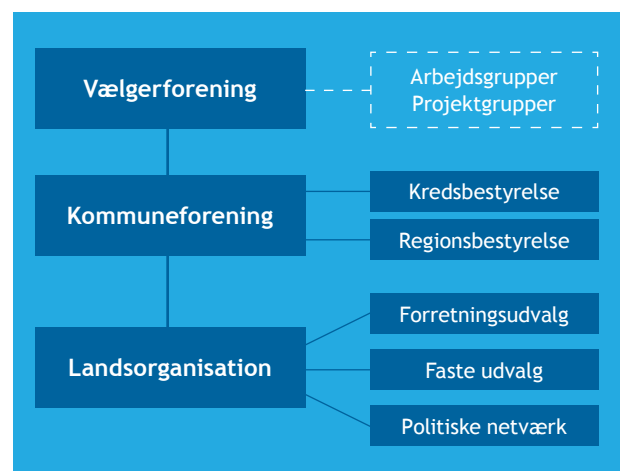 Vælgerforening
Arbejdsgrupper
Projektgrupper
Kommuneforening
Kredsbestyrelse
Regionsbestyrelse
Landsorganisation
Forretningsudvalg
Faste udvalg
Politiske netværk